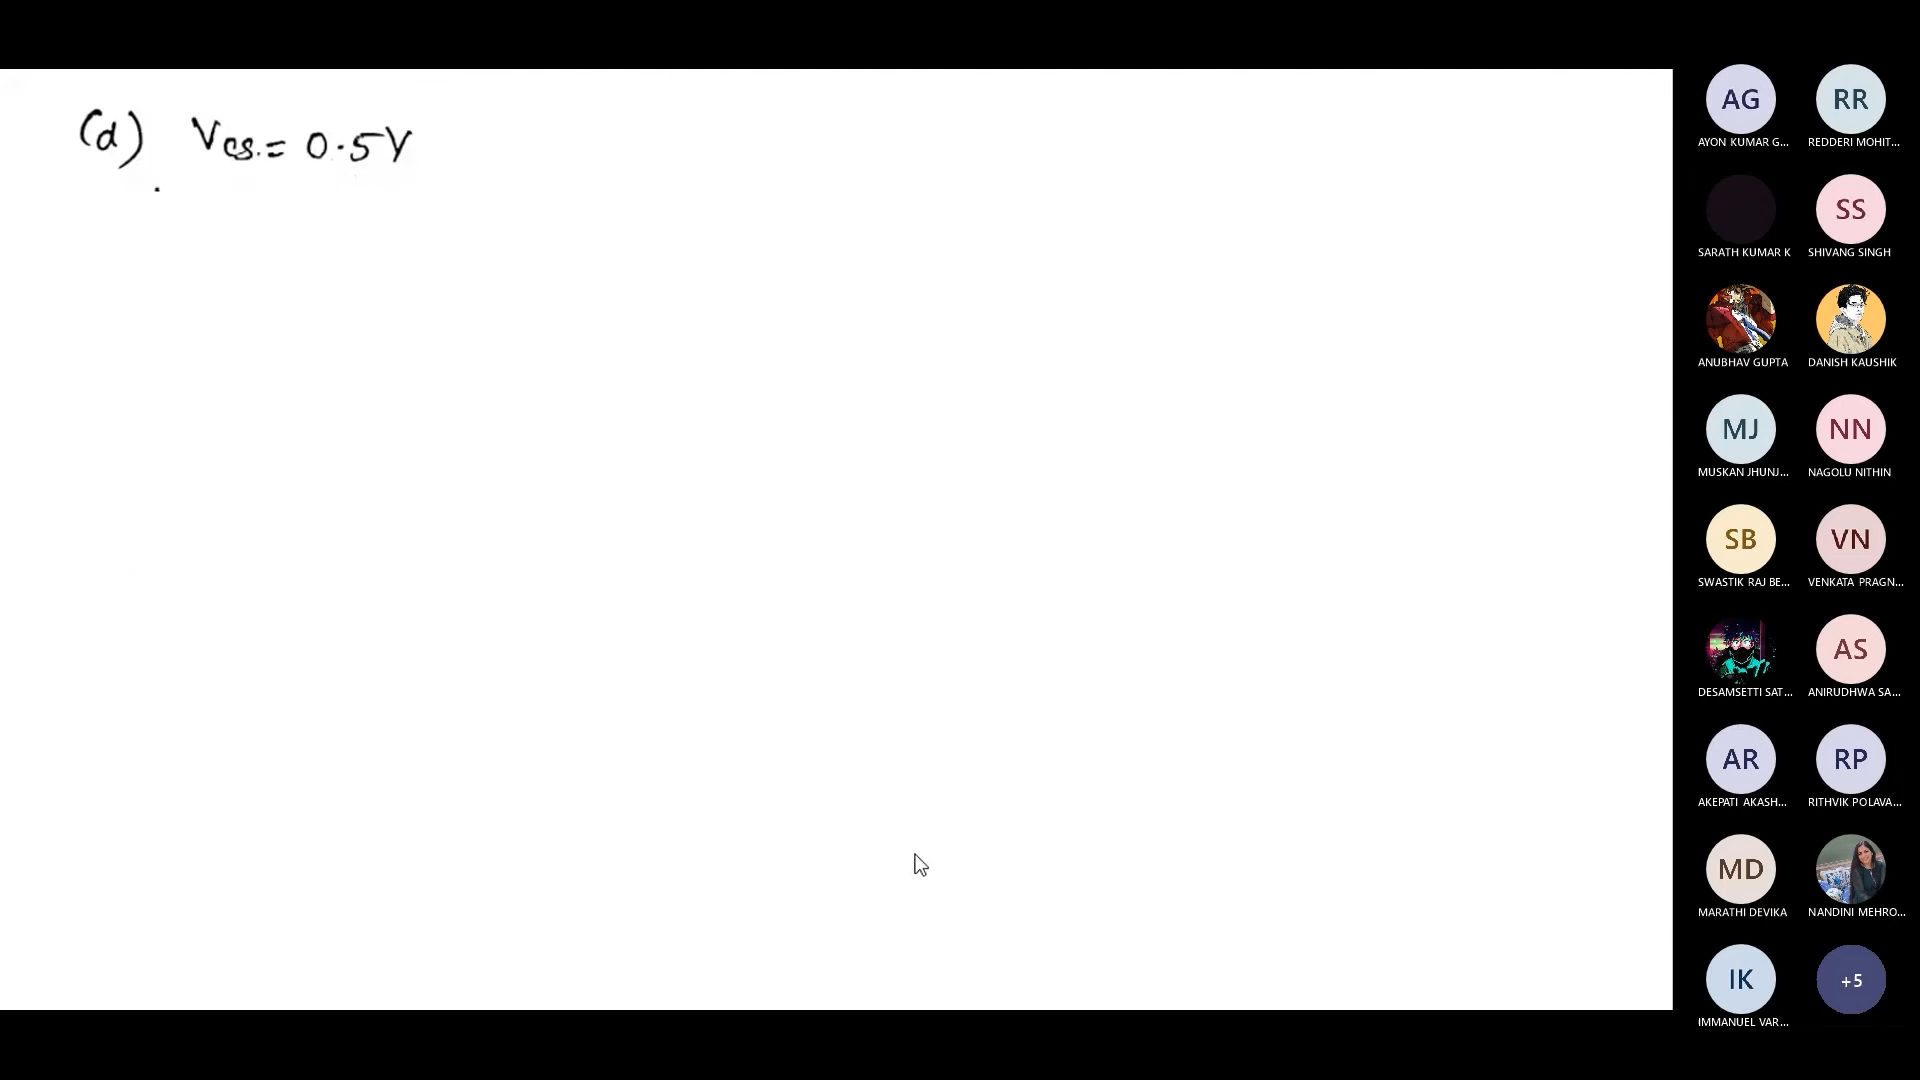 (d) Vcs. = 0.5V
AG
RR
AYON KUMAR G...
REDDERI MOHIT...
SS
SARATH KUMAR K
SHIVANG SINGH
ANUBHAV GUPTA
DANISH KAUSHIK
MJ
NN
MUSKAN JHUNJ...
NAGOLU NITHIN
SB
VN
SWASTIK RAJ BE...
VENKATA PRAGN...
AS
DESAMSETTI SAT...
ANIRUDHWA SA...
AR
RP
AKEPATI AKASH...
RITHVIK POLAVA...
MD
MARATHI DEVIKA
NANDINI MEHRO...
IK
+5
IMMANUEL VAR...